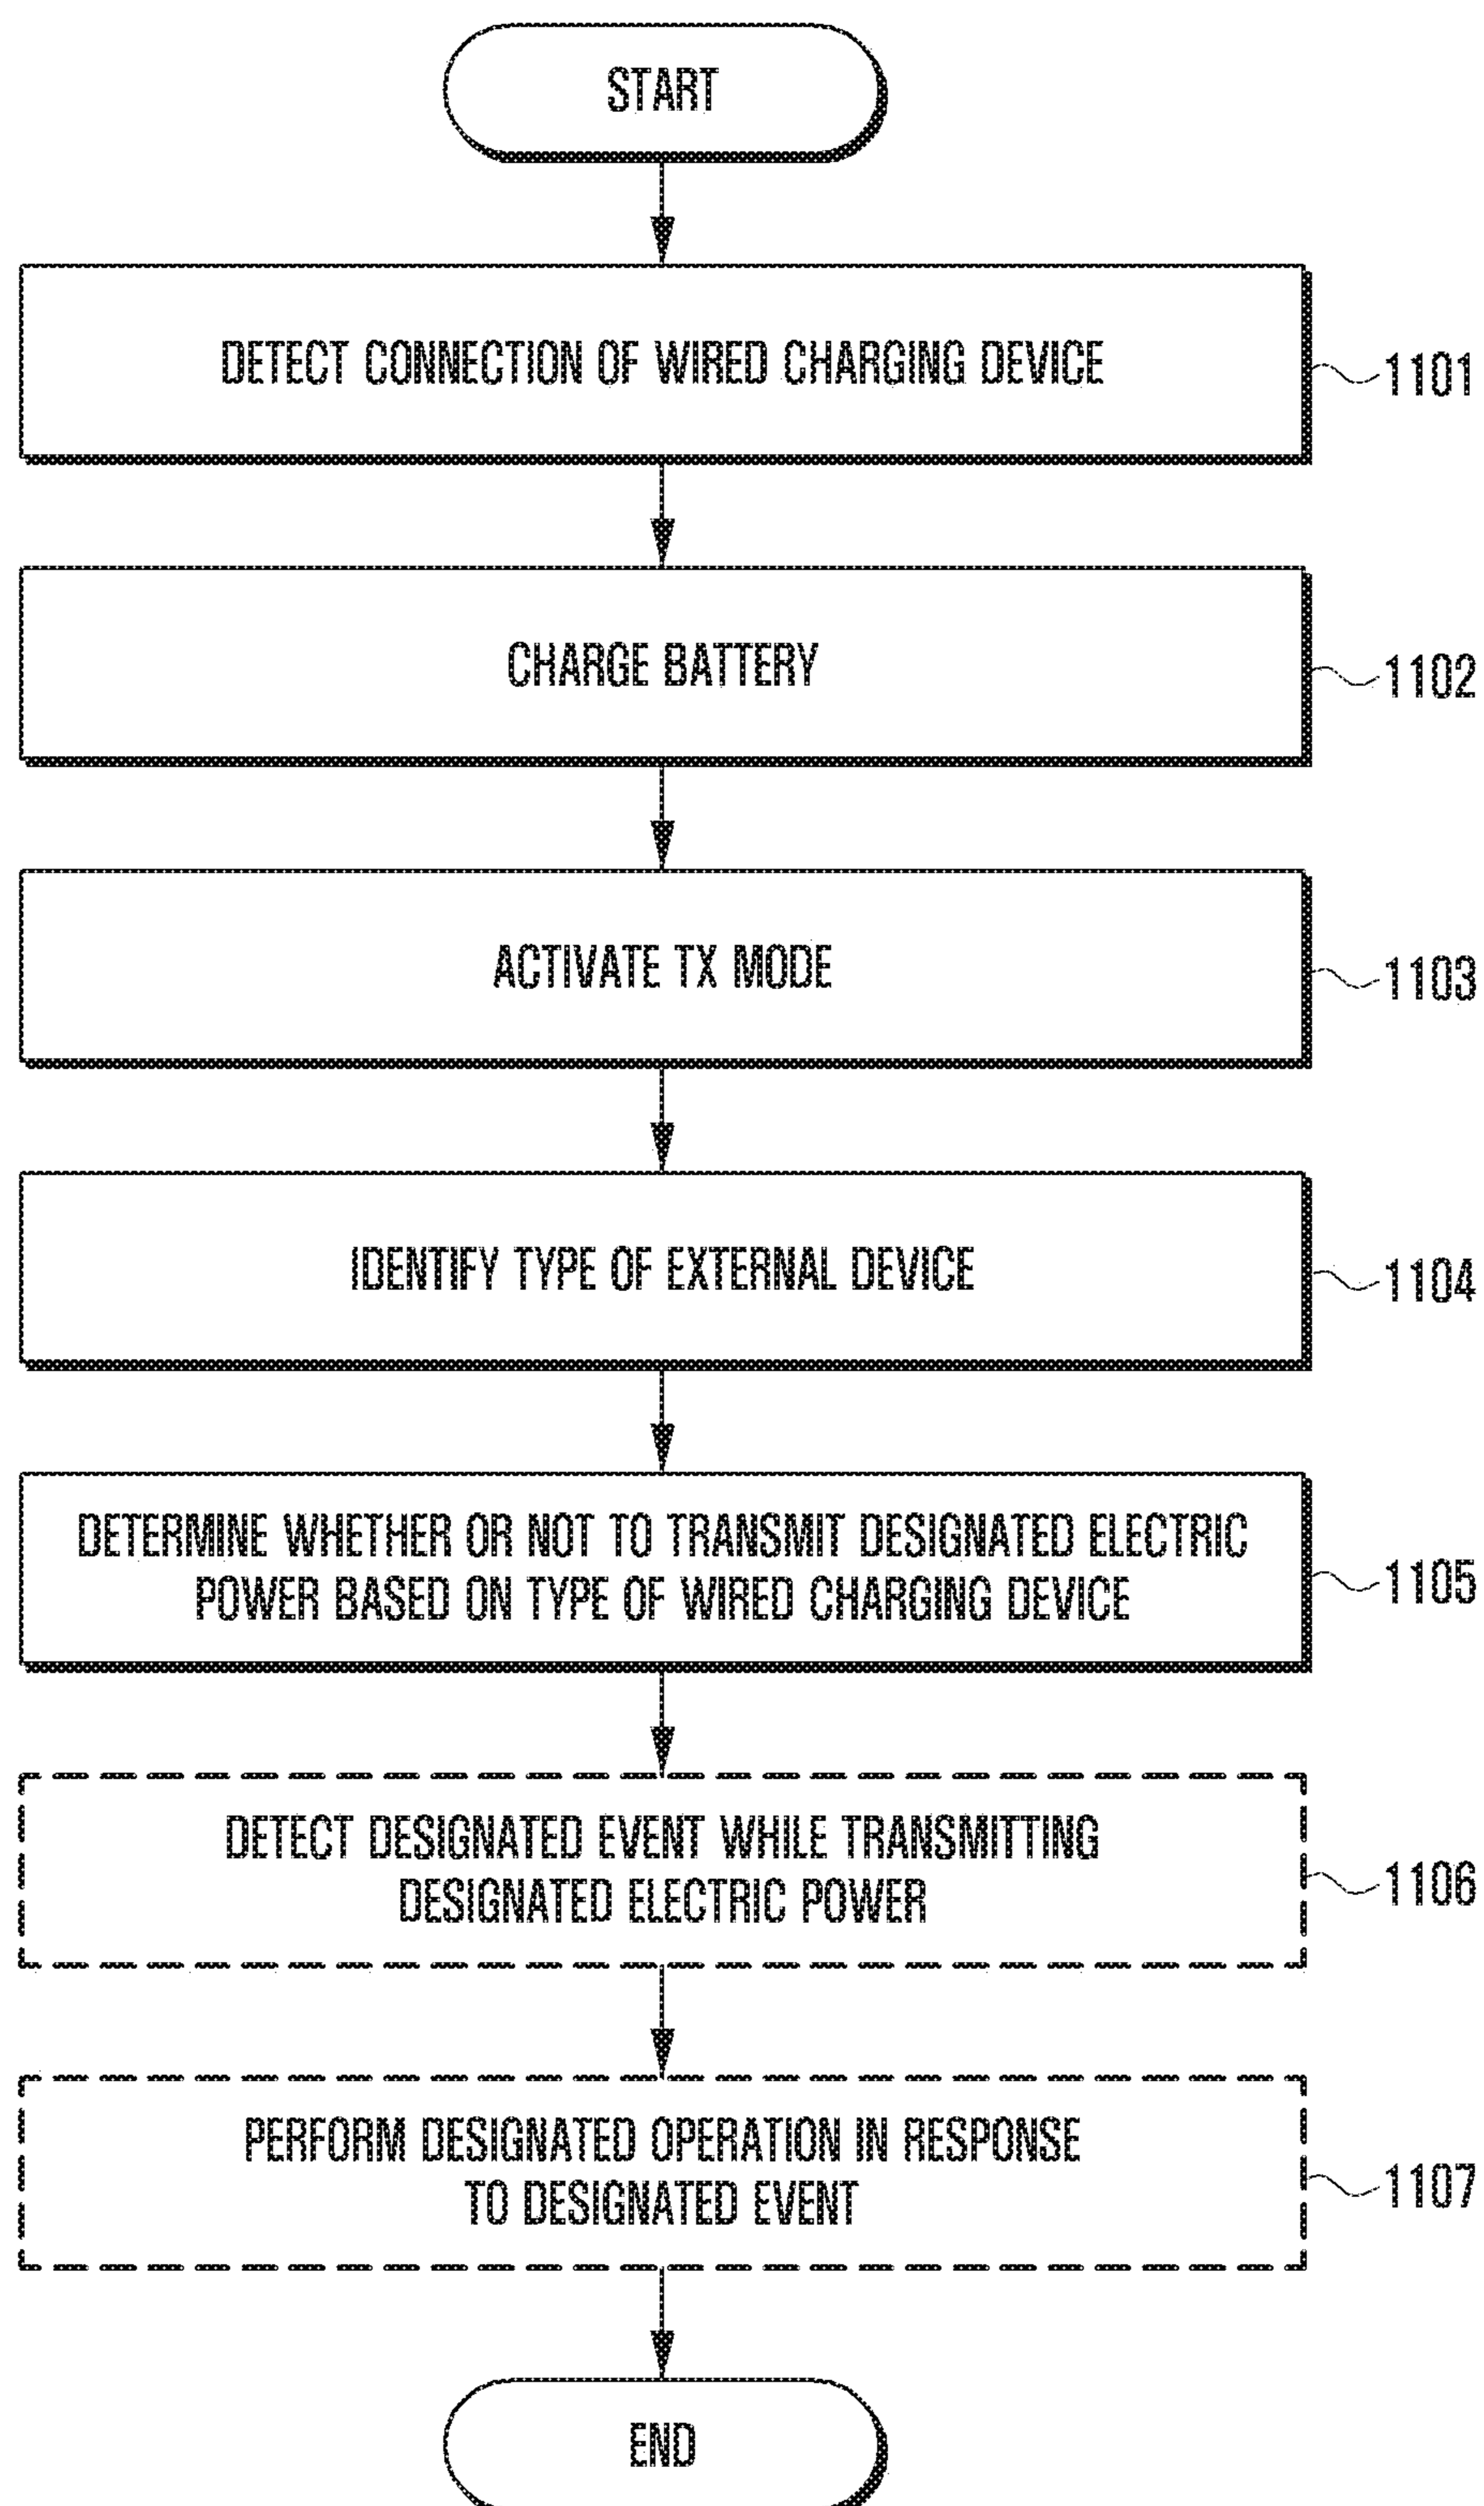 START
DETECT CONNECTION OF WIRED CHARGING DEVICE
1101
CHARGE BATTERY
1102
ACTIVATE TX MODE
1103
IDENTIFY TYPE OF EXTERNAL DEVICE
1104
DETERMINE WHETHER OR NOT TO TRANSMIT DESIGNATED ELECTRIC
POWER BASED ON TYPE OF WIRED CHARGING DEVICE
1105
DETECT DESIGNATED EVENT WHILE TRANSMITTING
DESIGNATED ELECTRIC POWER
1106
PERFORM DESIGNATED OPERATION IN RESPONSE
TO DESIGNATED EVENT
1107
END